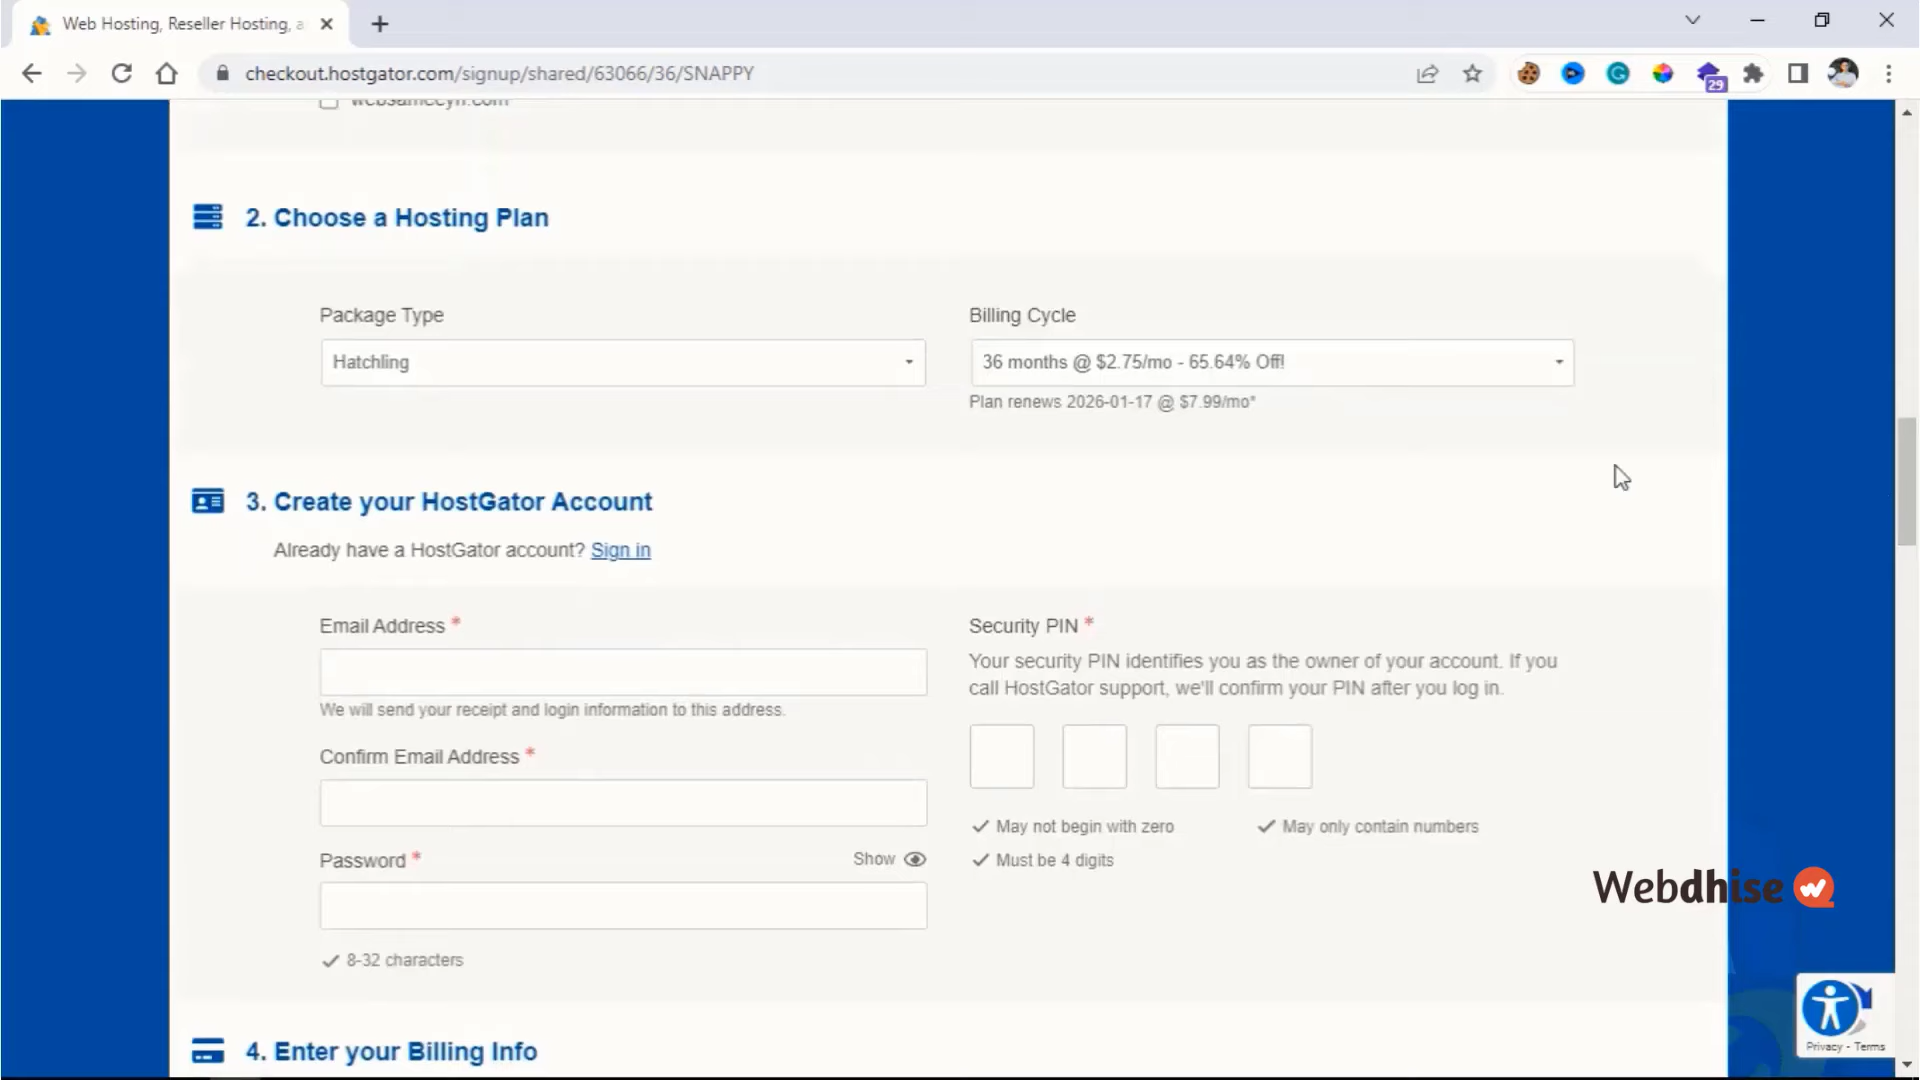 Web Hosting, Reseller Hosting, a
checkout.hostgator.com/signup/shared/63066/36/SNAPPY
29
2. Choose a Hosting Plan
Package Type
Billing Cycle
Hatchling
36 months @ $2.75/mo - 65.64% Off!
Plan renews 2026-01-17 @ $7.99/mo*
3. Create your HostGator Account
Already have a HostGator account? Sign in
Email Address *
Security PIN *
Your security PIN identifies you as the owner of your account. If you
call HostGator support, we'll confirm your PIN after you log in.
We will send your receipt and login information to this address.
Confirm Email Address *
May not begin with zero
May only contain numbers
Password *
Show
Must be 4 digits
Webdhise
8-32 characters
4. Enter your Billing Info
Privacy - Terms